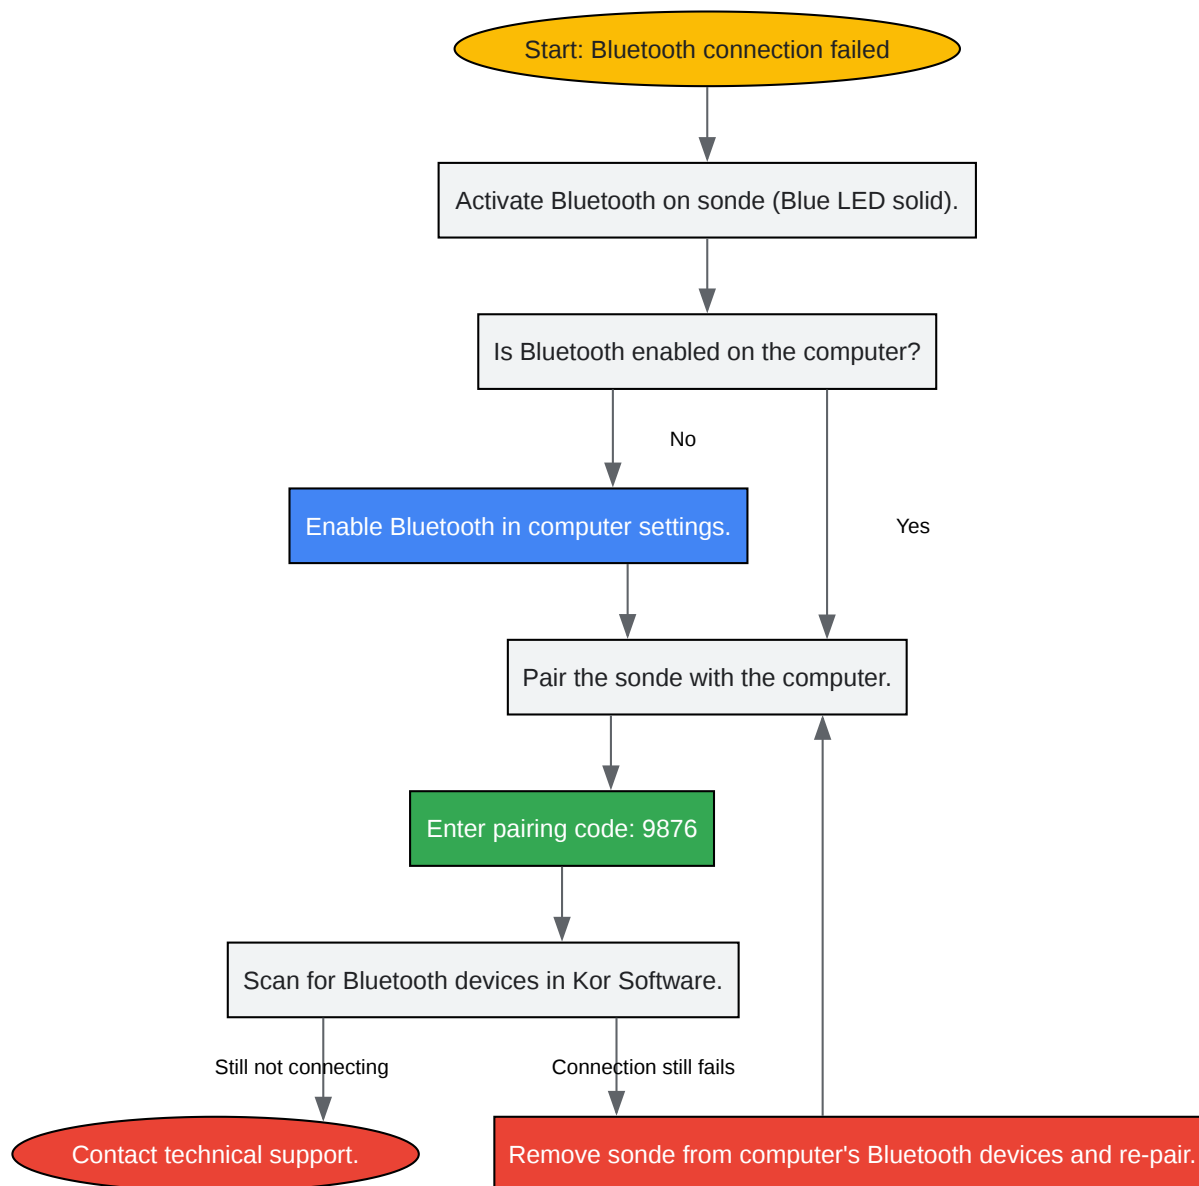 Start: Bluetooth connection failed
Activate Bluetooth on sonde (Blue LED solid).
Is Bluetooth enabled on the computer?
No
Enable Bluetooth in computer settings.
Yes
Pair the sonde with the computer.
Enter pairing code: 9876
Scan for Bluetooth devices in Kor Software.
Still not connecting
Connection still fails
Contact technical support.
Remove sonde from computer's Bluetooth devices and re-pair.